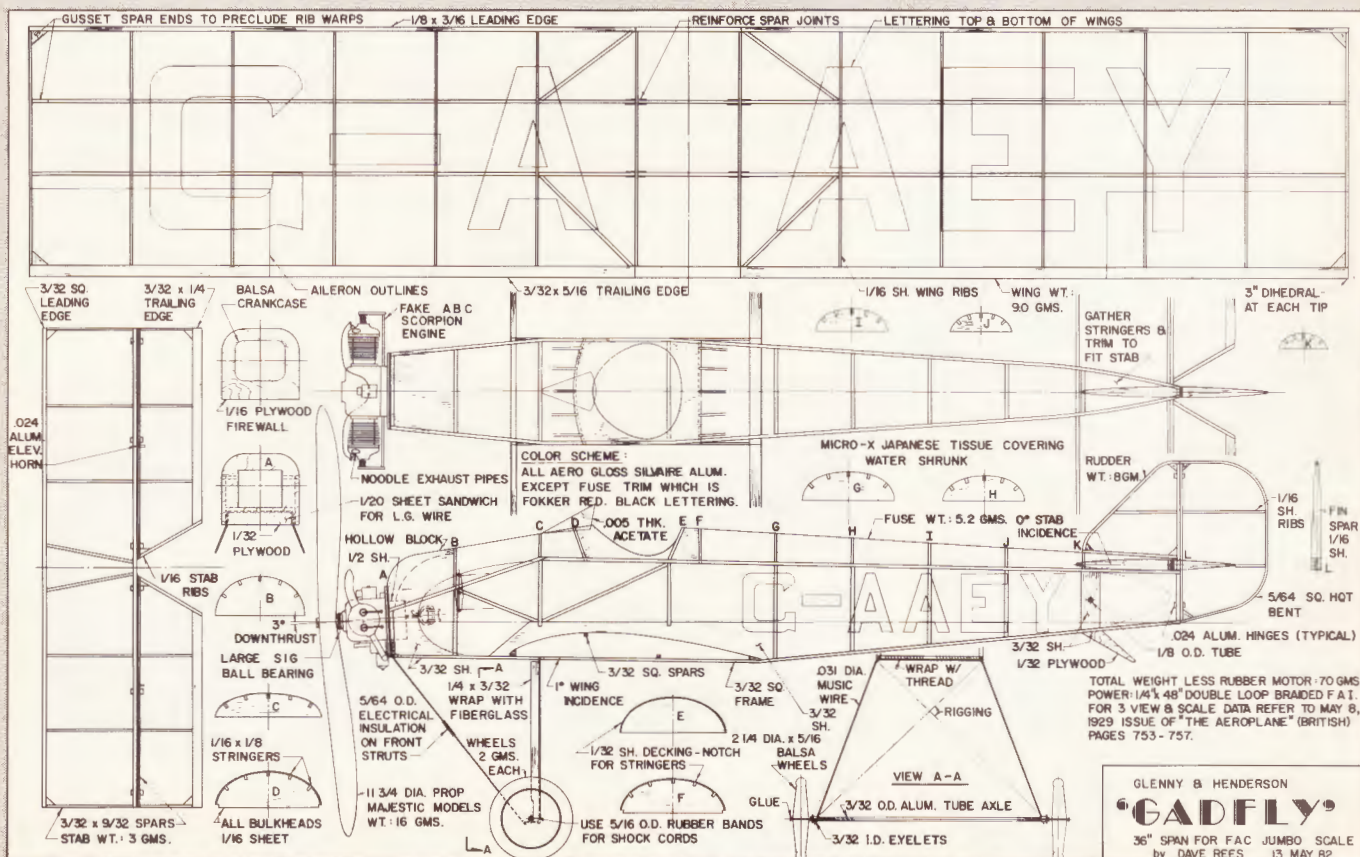 GUSSET SPAR ENDS TO PRECLUDE RIB WARPS
1/8 x 3/16 LEADING EDGE
REINFORCE SPAR JOINTS
LETTERING TOP & BOTTOM OF WINGS
G-AAEY
3/32 SQ.
LEADING
EDGE
3/32 x 1/4
TRAILING
EDGE
BALSA
CRANKCASE
AILERON OUTLINES
FAKE ABC
SCORPION
ENGINE
3/32 x 5/16 TRAILING EDGE
1/16 SH. WING RIBS
WING WT.:
9.0 GMS.
3" DIHEDRAL
AT EACH TIP
I
J
K
GATHER
STRINGERS &
TRIM TO
FIT STAB
1/16 PLYWOOD
FIREWALL
.024
ALUM.
ELEV.
HORN
NOODLE EXHAUST PIPES
COLOR SCHEME:
ALL AERO GLOSS SILVAIRE ALUM.
EXCEPT FUSE TRIM WHICH IS
FOKKER RED. BLACK LETTERING.
MICRO-X JAPANESE TISSUE COVERING
WATER SHRUNK
G
H
RUDDER
WT.: .8GM.
1/16
SH.
RIBS
FIN
SPAR
1/16
SH.
L
A
1/20 SHEET SANDWICH
FOR L.G. WIRE
1/32
PLYWOOD
HOLLOW BLOCK
1/2 SH.
A
B
C
D
.005 THK.
ACETATE
E
F
G
H
I
J
K
L
FUSE WT.: 5.2 GMS.
0° STAB
INCIDENCE
G-AAEY
1/16 STAB
RIBS
B
3°
DOWNTHRUST
LARGE SIG
BALL BEARING
3/32 SH.
A
3/32 SQ. SPARS
1° WING
INCIDENCE
3/32 SQ.
FRAME
5/64 SQ. HOT
BENT
.024 ALUM. HINGES (TYPICAL)
1/8 O.D. TUBE
3/32 SH.
1/32 PLYWOOD
C
1/16 x 1/8
STRINGERS
D
ALL BULKHEADS
1/16 SHEET
3/32 x 9/32 SPARS
STAB WT.: 3 GMS.
5/64 O.D.
ELECTRICAL
INSULATION
ON FRONT
STRUTS
1/4 x 3/32
WRAP WITH
FIBERGLASS
WHEELS
2 GMS.
EACH
11 3/4 DIA. PROP
MAJESTIC MODELS
WT.: 16 GMS.
A
E
1/32 SH. DECKING-NOTCH
FOR STRINGERS
F
USE 5/16 O.D. RUBBER BANDS
FOR SHOCK CORDS
.031 DIA.
MUSIC
WIRE
3/32
SH.
WRAP W/
THREAD
RIGGING
2 1/4 DIA. x 5/16
BALSA
WHEELS
VIEW A-A
GLUE
3/32 O.D. ALUM. TUBE AXLE
3/32 I.D. EYELETS
TOTAL WEIGHT LESS RUBBER MOTOR: 70 GMS
POWER: 1/4" x 48" DOUBLE LOOP BRAIDED F A I.
FOR 3 VIEW & SCALE DATA REFER TO MAY 8,
1929 ISSUE OF "THE AEROPLANE" (BRITISH)
PAGES 753-757.
GLENNY & HENDERSON
"GADFLY"
36" SPAN FOR FAC JUMBO SCALE
by DAVE REES 13 MAY 82